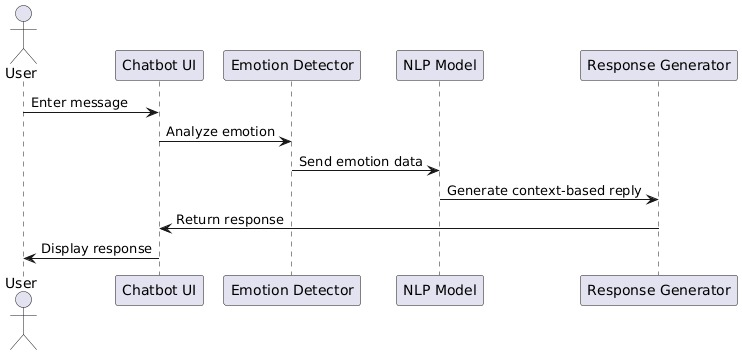 User
Chatbot UI
Emotion Detector
NLP Model
Response Generator
Enter message
Analyze emotion
Send emotion data
Generate context-based reply
Return response
Display response
User
Chatbot UI
Emotion Detector
NLP Model
Response Generator